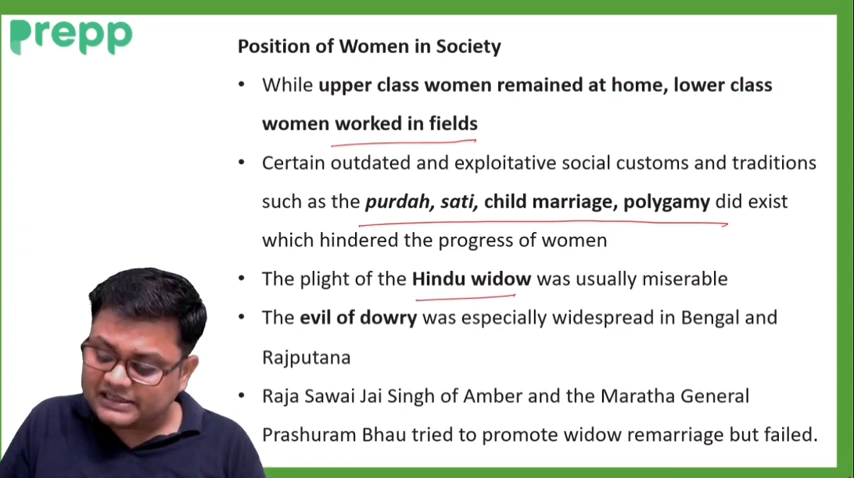 Prepp
Position of Women in Society
• While upper class women remained at home, lower class
women worked in fields
• Certain outdated and exploitative social customs and traditions
such as the purdah, sati, child marriage, polygamy did exist
which hindered the progress of women
• The plight of the Hindu widow was usually miserable
• The evil of dowry was especially widespread in Bengal and
Rajputana
• Raja Sawai Jai Singh of Amber and the Maratha General
Prashuram Bhau tried to promote widow remarriage but failed.